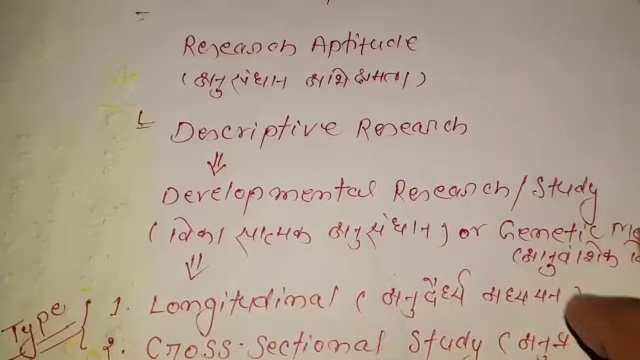 Research Aptitude
(अनुसंधान अभिक्षमता)
1. Descriptive Research
Developmental Research/Study
(विकासात्मक अनुसंधान) or Genetic
(आनुवांशिक
Type 1. Longitudinal (अनुदैर्ध्य अध्ययन)
2. Cross-Sectional Study (